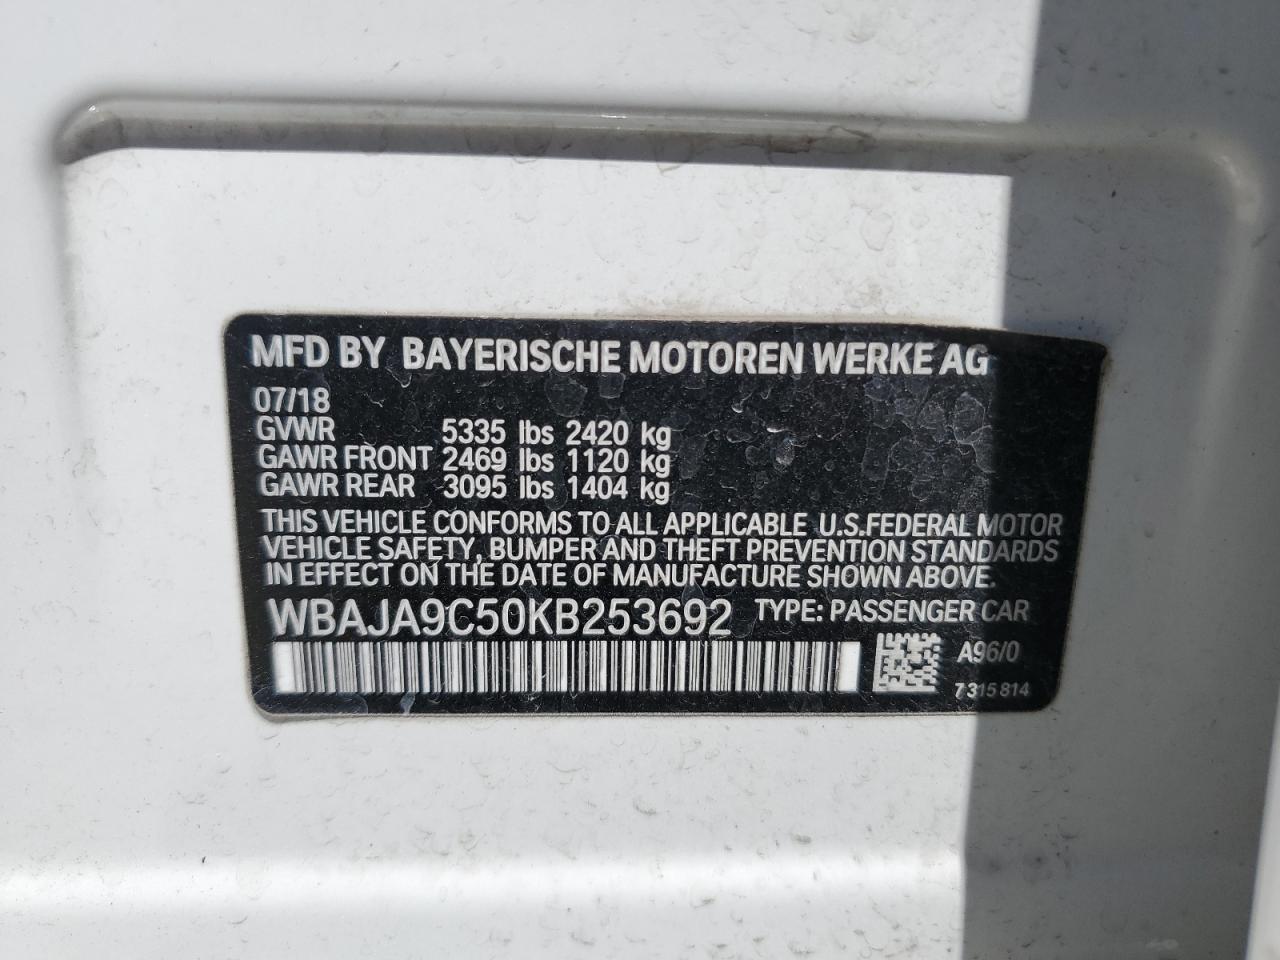 MFD BY BAYERISCHE MOTOREN WERKE AG
07/18
GVWR 5335 lbs 2420 kg
GAWR FRONT 2469 lbs 1120 kg
GAWR REAR 3095 lbs 1404 kg
THIS VEHICLE CONFORMS TO ALL APPLICABLE U.S.FEDERAL MOTOR
VEHICLE SAFETY, BUMPER AND THEFT PREVENTION STANDARDS
IN EFFECT ON THE DATE OF MANUFACTURE SHOWN ABOVE.
WBAJA9C50KB253692 TYPE: PASSENGER CAR
A96/0
7315814